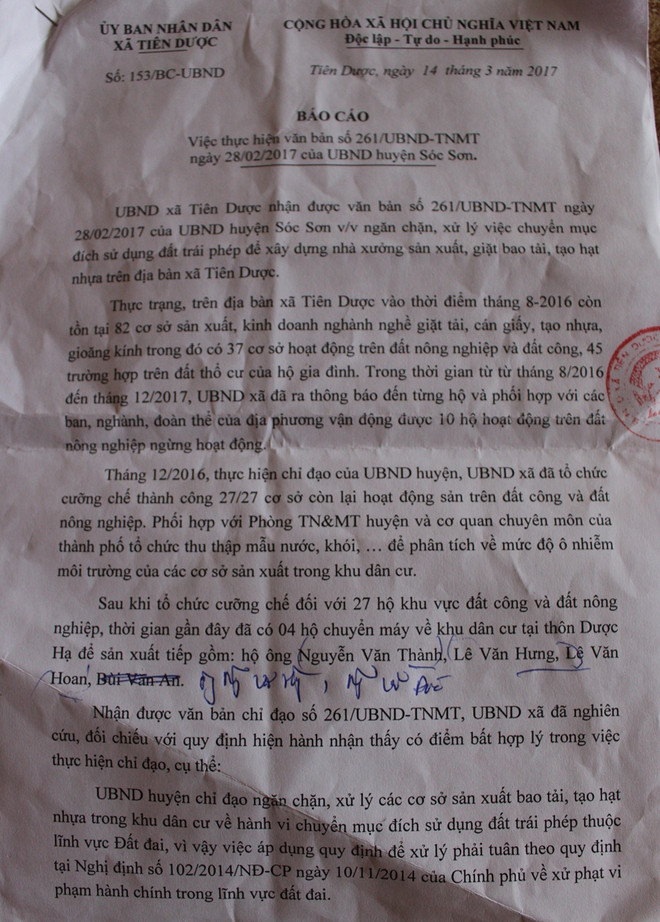 ỦY BAN NHÂN DÂN
XÃ TIÊN DƯỢC
Số: 153/BC-UBND
CỘNG HÒA XÃ HỘI CHỦ NGHĨA VIỆT NAM
Độc lập - Tự do - Hạnh phúc
Tiên Dược, ngày 14 tháng 3 năm 2017
BÁO CÁO
Việc thực hiện văn bản số 261/UBND-TNMT
ngày 28/02/2017 của UBND huyện Sóc Sơn.
UBND xã Tiên Dược nhận được văn bản số 261/UBND-TNMT ngày
28/02/2017 của UBND huyện Sóc Sơn v/v ngăn chặn, xử lý việc chuyển mục
đích sử dụng đất trái phép để xây dựng nhà xưởng sản xuất, giặt bao tải, tạo hạt
nhựa trên địa bàn xã Tiên Dược.
Thực trạng, trên địa bàn xã Tiên Dược vào thời điểm tháng 8-2016 còn
tồn tại 82 cơ sở sản xuất, kinh doanh nghành nghề giặt tải, cán giấy, tạo nhựa,
gioăng kính trong đó có 37 cơ sở hoạt động trên đất nông nghiệp và đất công, 45
trường hợp trên đất thổ cư của hộ gia đình. Trong thời gian từ từ tháng 8/2016
đến tháng 12/2017, UBND xã đã ra thông báo đến từng hộ và phối hợp với các
ban, nghành, đoàn thể của địa phương vận động được 10 hộ hoạt động trên đất
nông nghiệp ngừng hoạt động.
Tháng 12/2016, thực hiện chỉ đạo của UBND huyện, UBND xã đã tổ chức
cưỡng chế thành công 27/27 cơ sở còn lại hoạt động sản trên đất công và đất
nông nghiệp. Phối hợp với Phòng TN&MT huyện và cơ quan chuyên môn của
thành phố tổ chức thu thập mẫu nước, khói, … để phân tích về mức độ ô nhiễm
môi trường của các cơ sở sản xuất trong khu dân cư.
Sau khi tổ chức cưỡng chế đối với 27 hộ khu vực đất công và đất nông
nghiệp, thời gian gần đây đã có 04 hộ chuyển máy về khu dân cư tại thôn Dược
Hạ để sản xuất tiếp gồm: hộ ông Nguyễn Văn Thành, Lê Văn Hưng, Lê Văn
Hoan, Bùi Văn An.
Nhận được văn bản chỉ đạo số 261/UBND-TNMT, UBND xã đã nghiên
cứu, đối chiếu với quy định hiện hành nhận thấy có điểm bất hợp lý trong việc
thực hiện chỉ đạo, cụ thể:
UBND huyện chỉ đạo ngăn chặn, xử lý các cơ sở sản xuất bao tải, tạo hạt
nhựa trong khu dân cư về hành vi chuyển mục đích sử dụng đất trái phép thuộc
lĩnh vực Đất đai, vì vậy việc áp dụng quy định để xử lý phải tuân theo quy định
tại Nghị định số 102/2014/NĐ-CP ngày 10/11/2014 của Chính phủ về xử phạt vi
phạm hành chính trong lĩnh vực đất đai.